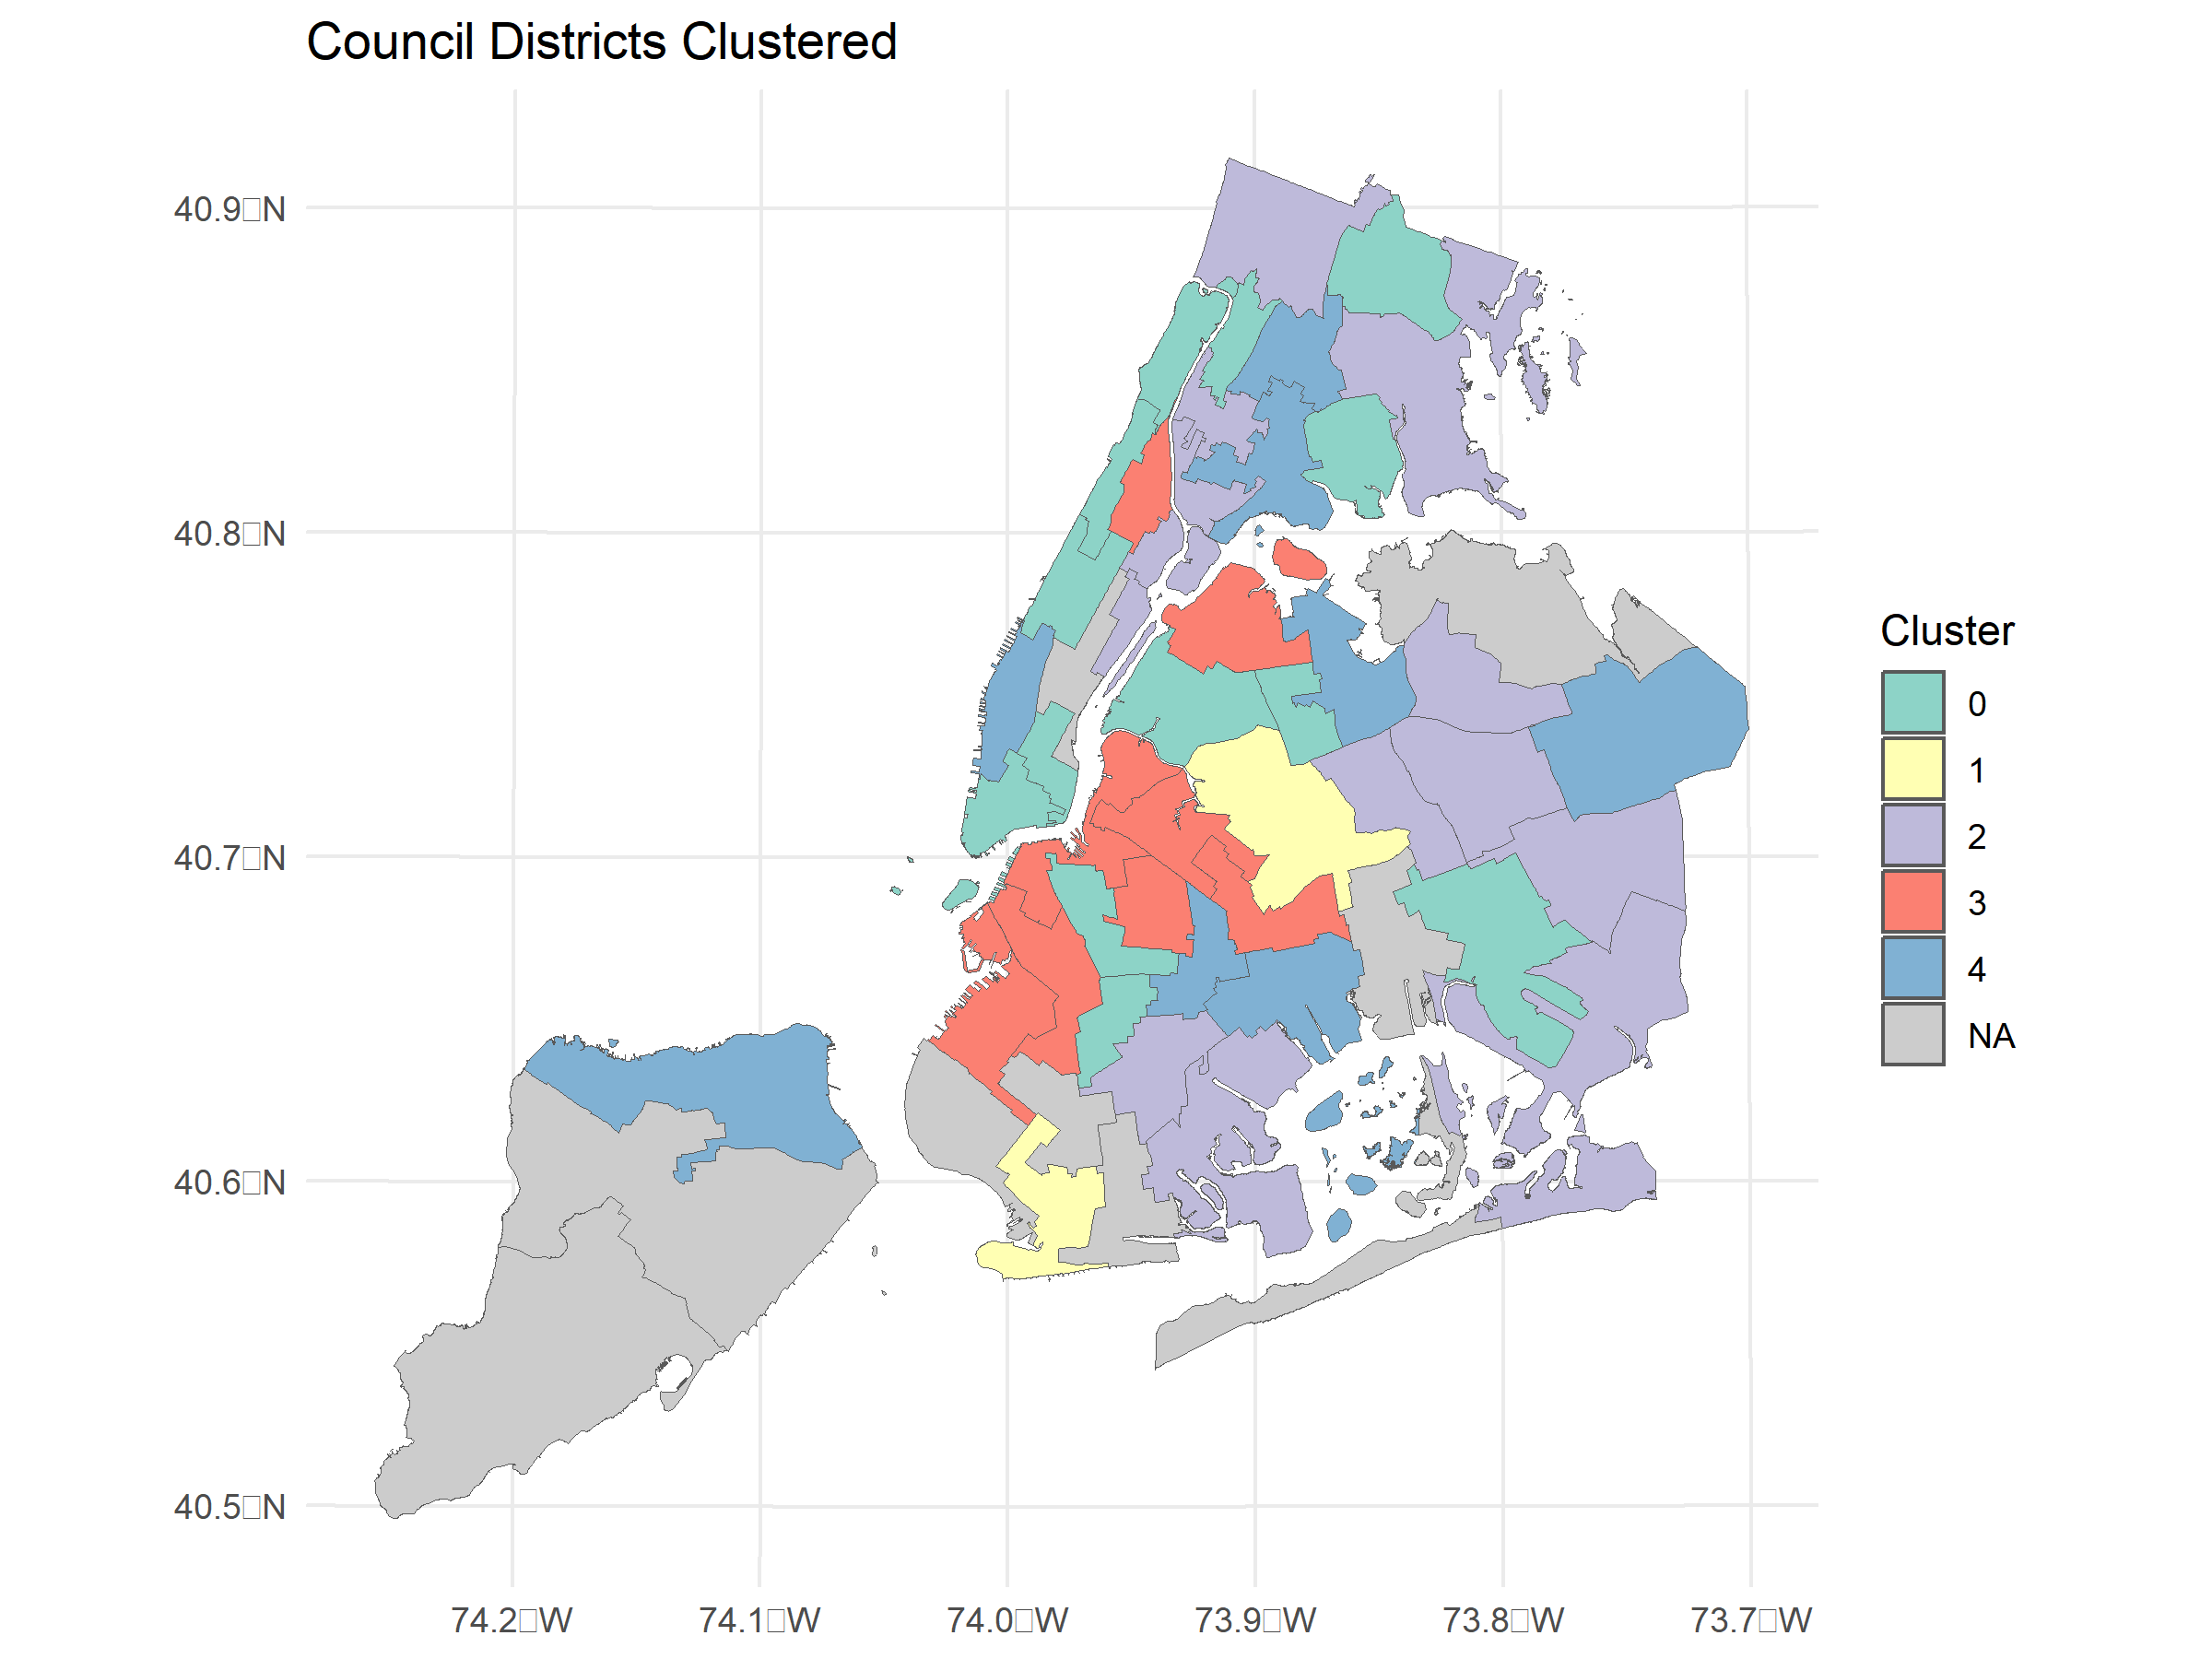 Council Districts Clustered
40.9□N
40.8□N
40.7□N
40.6□N
40.5□N
74.2□W
74.1□W
74.0□W
73.9□W
73.8□W
73.7□W
Cluster
0
1
2
3
4
NA